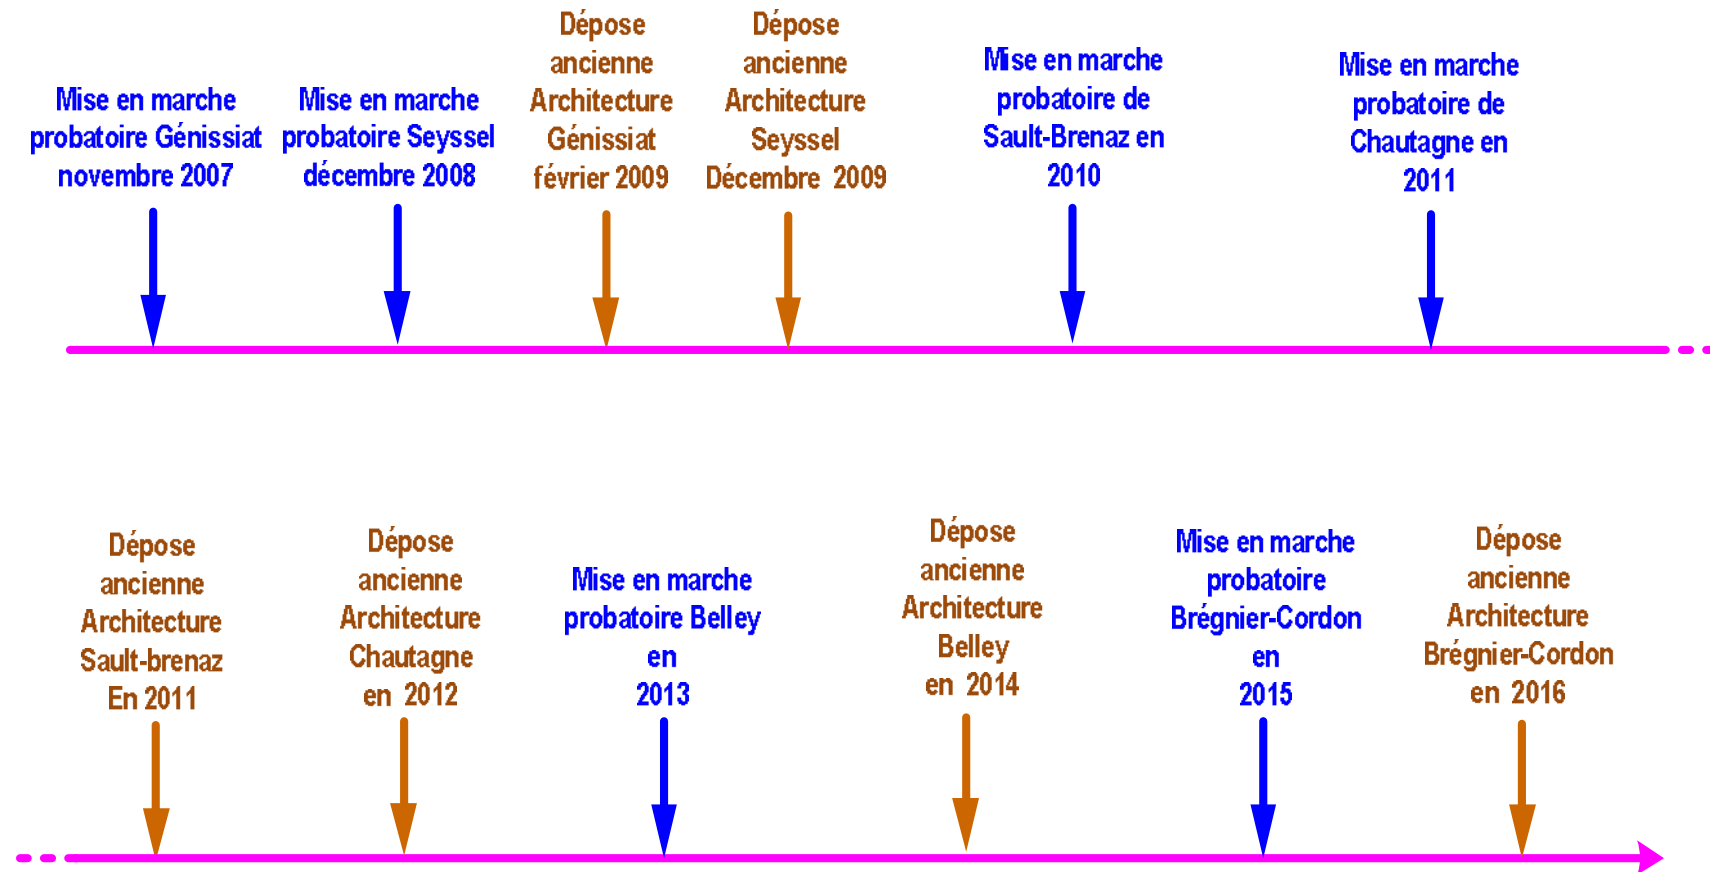 Mise en marche
probatoire Génissiat
novembre 2007
Mise en marche
probatoire Seyssel
décembre 2008
Dépose
ancienne
Architecture
Génissiat
février 2009
Dépose
ancienne
Architecture
Seyssel
Décembre 2009
Mise en marche
probatoire de
Sault-Brenaz en
2010
Mise en marche
probatoire de
Chautagne en
2011
Dépose
ancienne
Architecture
Sault-brenaz
En 2011
Dépose
ancienne
Architecture
Chautagne
en 2012
Mise en marche
probatoire Belley
en
2013
Dépose
ancienne
Architecture
Belley
en 2014
Mise en marche
probatoire
Brégnier-Cordon
en
2015
Dépose
ancienne
Architecture
Brégnier-Cordon
en 2016